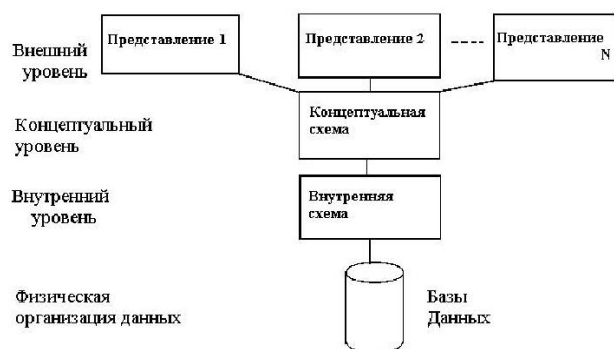 Внешний
уровень
Представление 1
Представление 2
Представление
N
Концептуальный
уровень
Концептуальная
схема
Внутренний
уровень
Внутренняя
схема
Физическая
организация данных
Базы
Данных